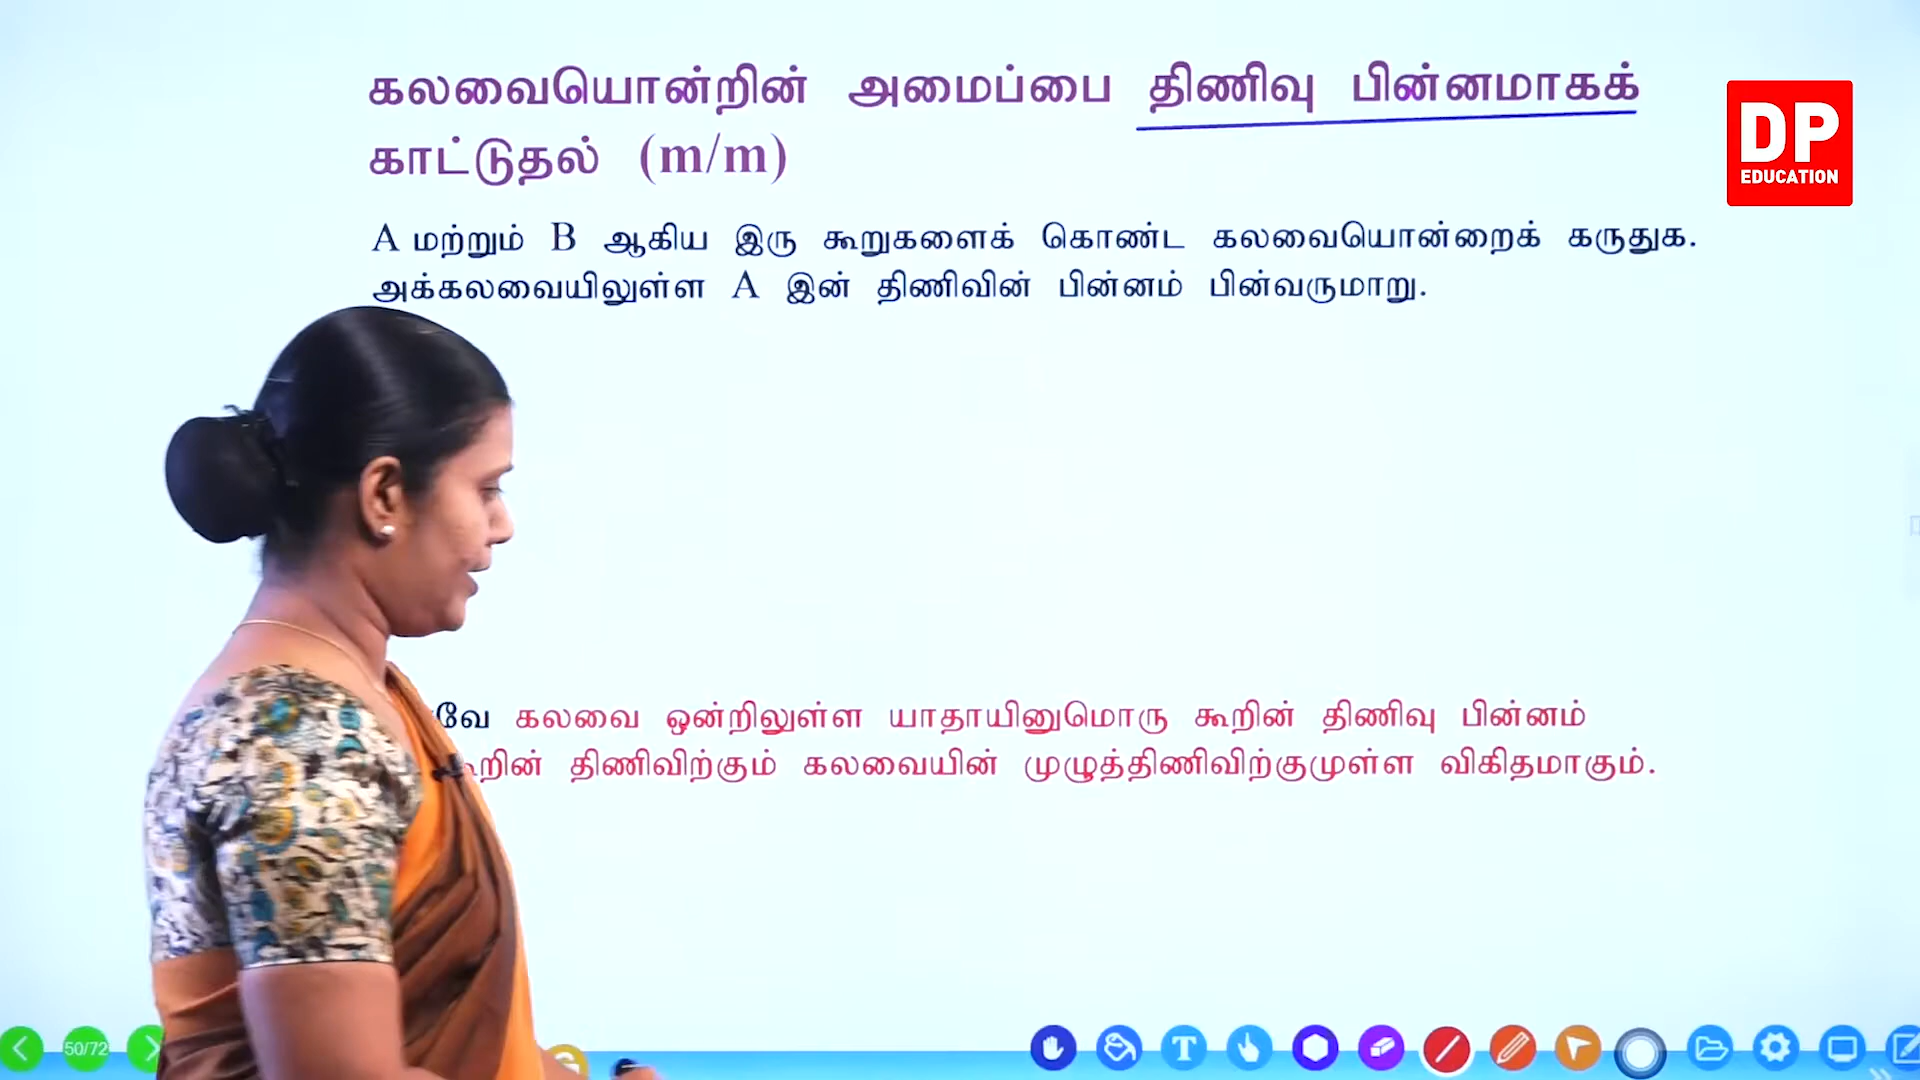 கலவையொன்றின் அமைப்பை திணிவு பின்னமாகக்
காட்டுதல் (m/m)
DP
EDUCATION
A மற்றும் B ஆகிய இரு கூறுகளைக் கொண்ட கலவையொன்றைக் கருதுக.
அக்கலவையிலுள்ள A இன் திணிவின் பின்னம் பின்வருமாறு.
கலவை ஒன்றிலுள்ள யாதாயினுமொரு கூறின் திணிவு பின்னம்
திணிவிற்கும் கலவையின் முழுத்திணிவிற்குமுள்ள விகிதமாகும்.
50/72